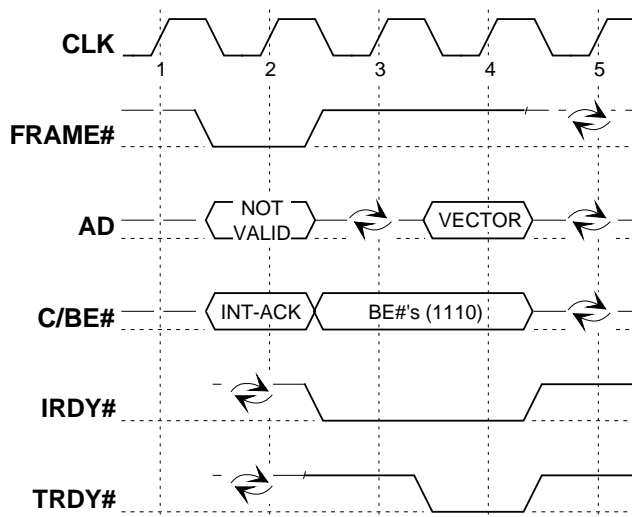 CLK
1 2 3 4 5
FRAME#
AD
NOT
VALID
VECTOR
C/BE#
INT-ACK
BE#'s (1110)
IRDY#
TRDY#